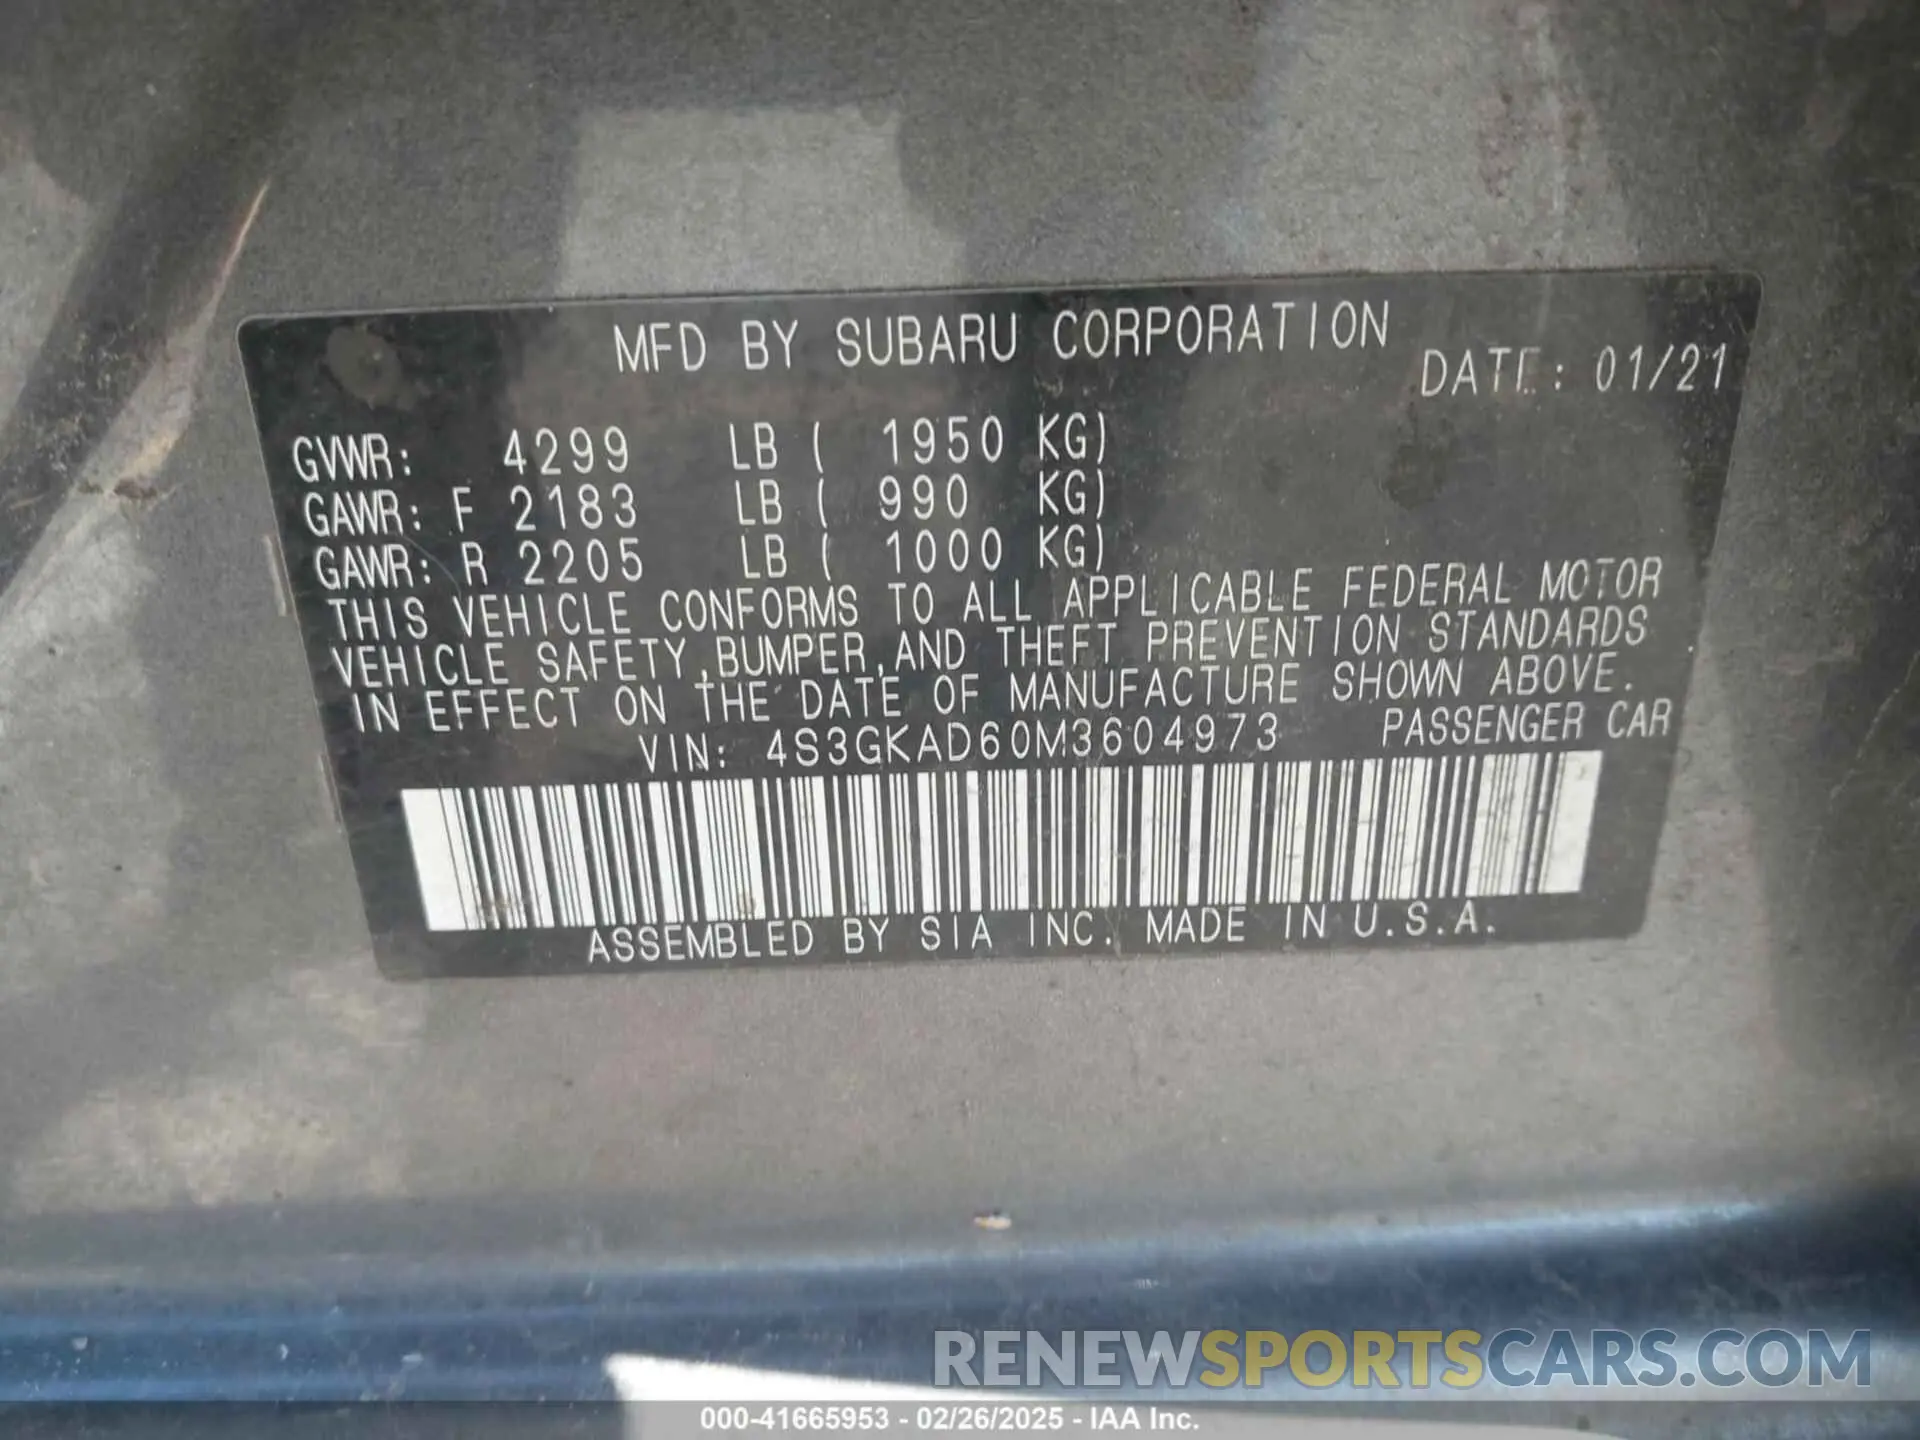 MFD BY SUBARU CORPORATION
DATE: 01/21
GVWR: 4299 LB ( 1950 KG)
GAWR: F 2183 LB ( 990 KG)
GAWR: R 2205 LB ( 1000 KG)
THIS VEHICLE CONFORMS TO ALL APPLICABLE FEDERAL MOTOR
VEHICLE SAFETY,BUMPER,AND THEFT PREVENTION STANDARDS
IN EFFECT ON THE DATE OF MANUFACTURE SHOWN ABOVE.
VIN: 4S3GKAD60M3604973 PASSENGER CAR
ASSEMBLED BY SIA INC. MADE IN U.S.A.
RENEWSPORTSCARS.COM
000-41665953 - 02/26/2025 - IAA Inc.